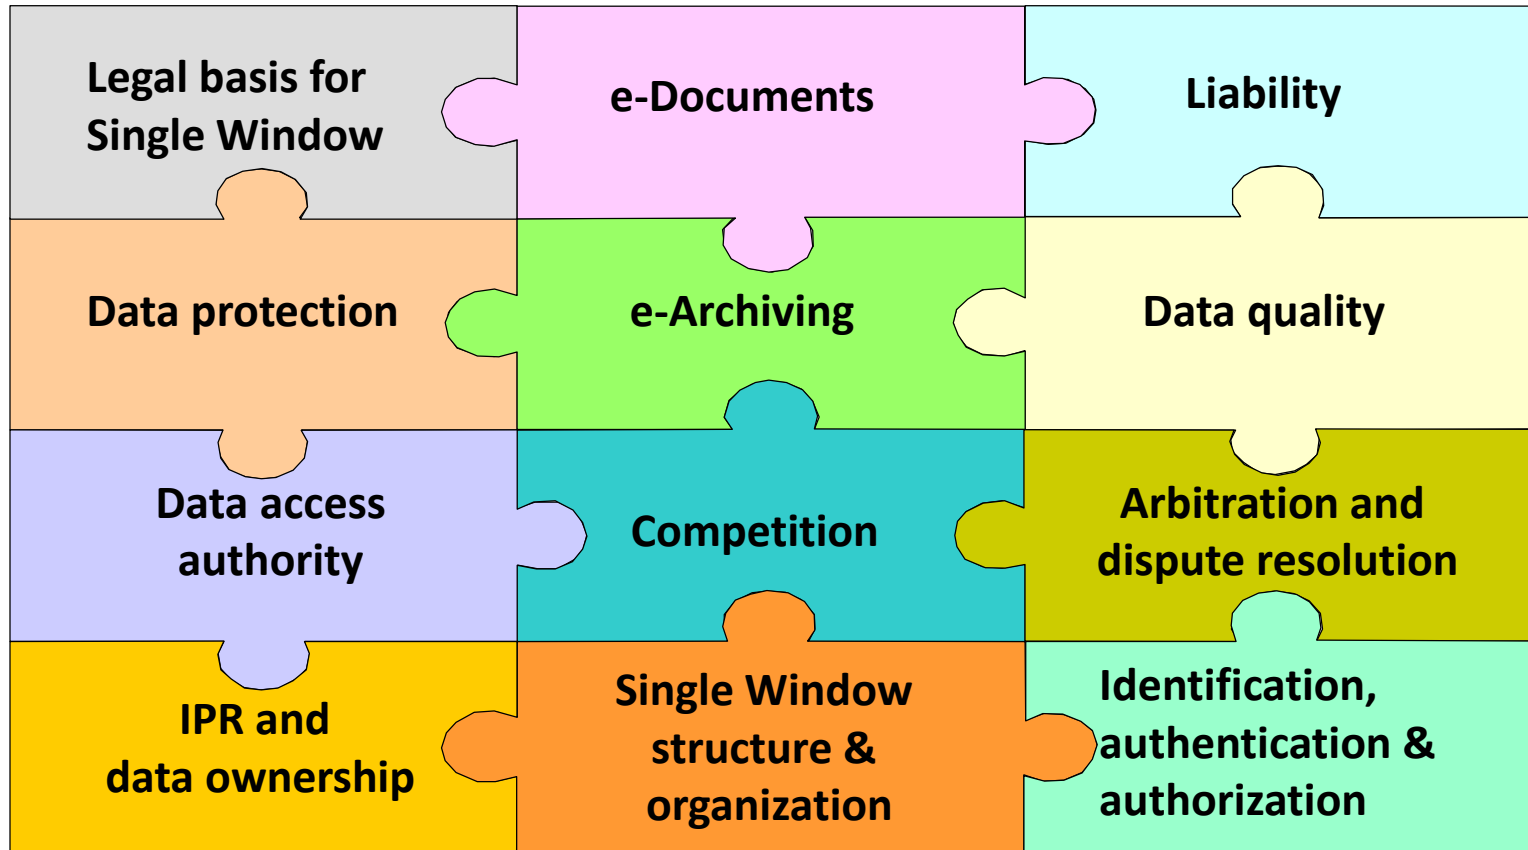 Legal basis for
Single Window
e-Documents
Liability
Data protection
e-Archiving
Data quality
Data access
authority
Competition
Arbitration and
dispute resolution
IPR and
data ownership
Single Window
structure &
organization
Identification,
authentication &
authorization